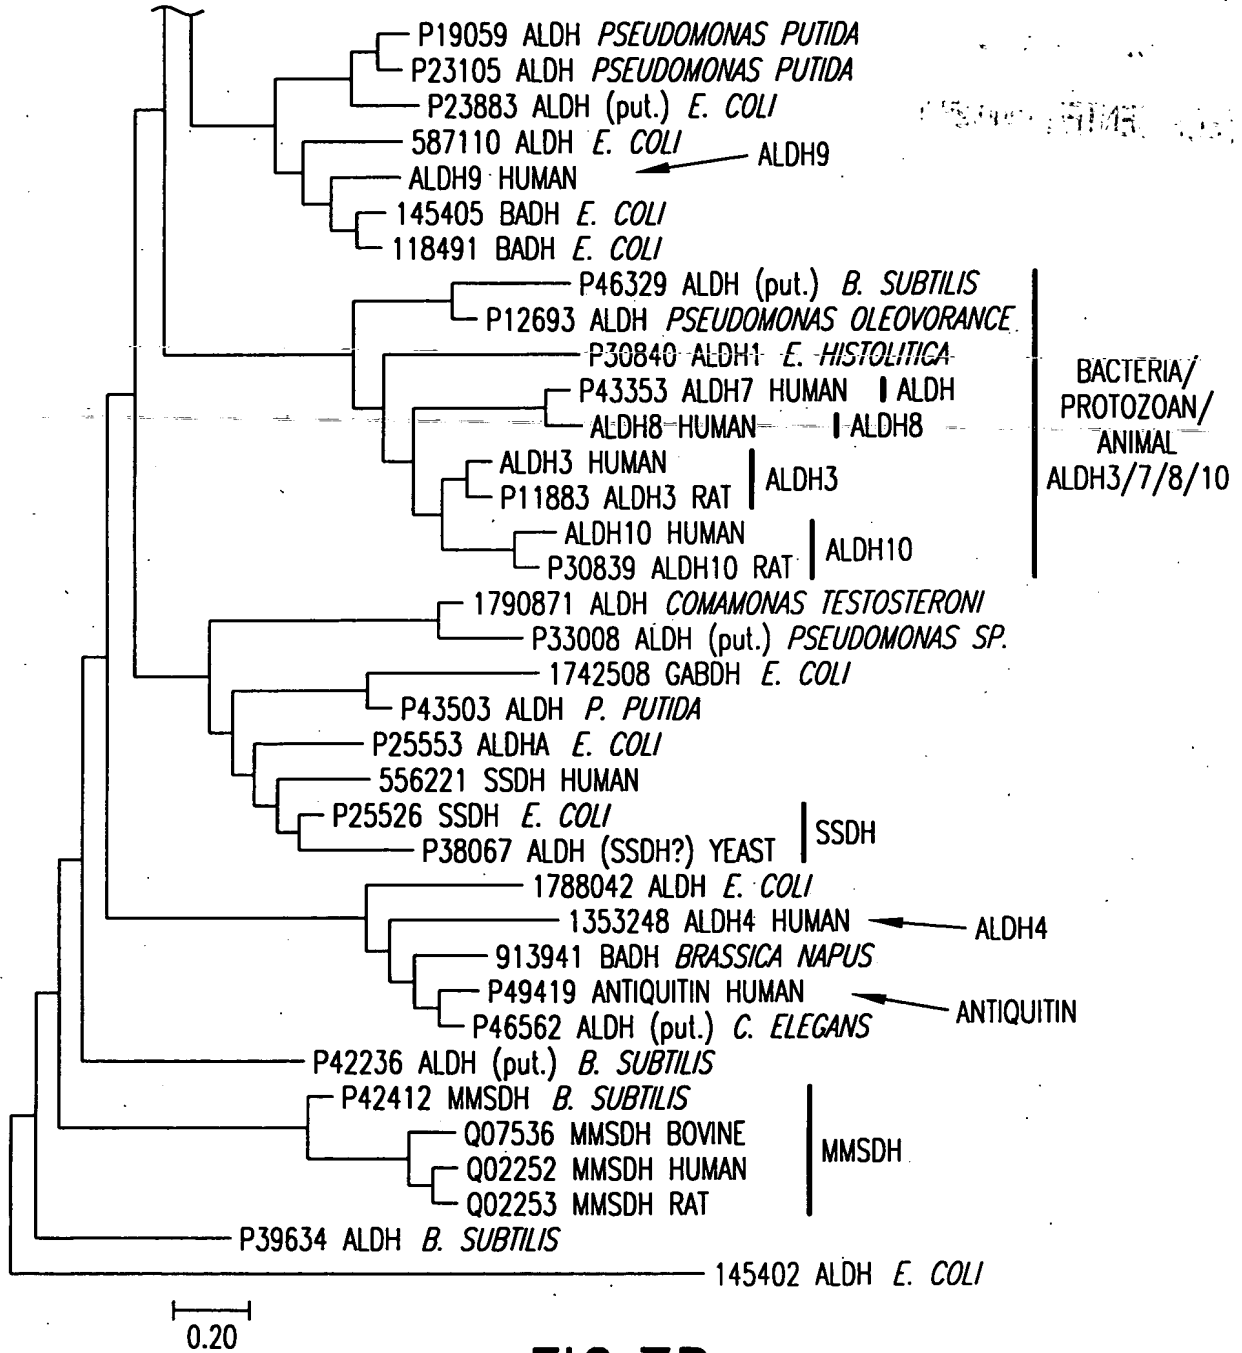 P19059 ALDH PSEUDOMONAS PUTIDA
P23105 ALDH PSEUDOMONAS PUTIDA
P23883 ALDH (put.) E. COLI
587110 ALDH E. COLI
ALDH9
ALDH9 HUMAN
145405 BADH E. COLI
118491 BADH E. COLI
P46329 ALDH (put.) B. SUBTILIS
P12693 ALDH PSEUDOMONAS OLEOVORANCE
P30840 ALDH1 E. HISTOLITICA
P43353 ALDH7 HUMAN ALDH
ALDH8 HUMAN ALDH8
BACTERIA/
PROTOZOAN/
ANIMAL
ALDH3/7/8/10
ALDH3 HUMAN
P11883 ALDH3 RAT
ALDH3
ALDH10 HUMAN
P30839 ALDH10 RAT
ALDH10
1790871 ALDH COMAMONAS TESTOSTERONI
P33008 ALDH (put.) PSEUDOMONAS SP.
1742508 GABDH E. COLI
P43503 ALDH P. PUTIDA
P25553 ALDHA E. COLI
556221 SSDH HUMAN
P25526 SSDH E. COLI
P38067 ALDH (SSDH?) YEAST
SSDH
1788042 ALDH E. COLI
1353248 ALDH4 HUMAN
ALDH4
913941 BADH BRASSICA NAPUS
P49419 ANTIQUITIN HUMAN
ANTIQUITIN
P46562 ALDH (put.) C. ELEGANS
P42236 ALDH (put.) B. SUBTILIS
P42412 MMSDH B. SUBTILIS
Q07536 MMSDH BOVINE
Q02252 MMSDH HUMAN
Q02253 MMSDH RAT
MMSDH
P39634 ALDH B. SUBTILIS
145402 ALDH E. COLI
0.20